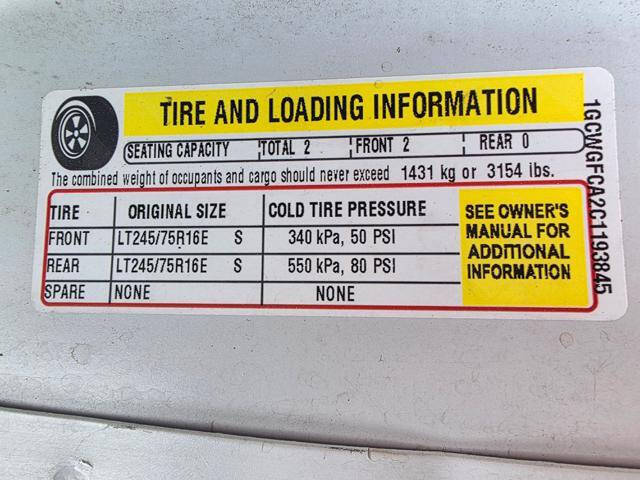 TIRE AND LOADING INFORMATION
SEATING CAPACITY TOTAL 2 FRONT 2 REAR 0
The combined weight of occupants and cargo should never exceed 1431 kg or 3154 lbs.
TIRE ORIGINAL SIZE COLD TIRE PRESSURE
FRONT LT245/75R16E S 340 kPa, 50 PSI
REAR LT245/75R16E S 550 kPa, 80 PSI
SPARE NONE NONE
SEE OWNER'S
MANUAL FOR
ADDITIONAL
INFORMATION
1GCWGFCA2C1193845